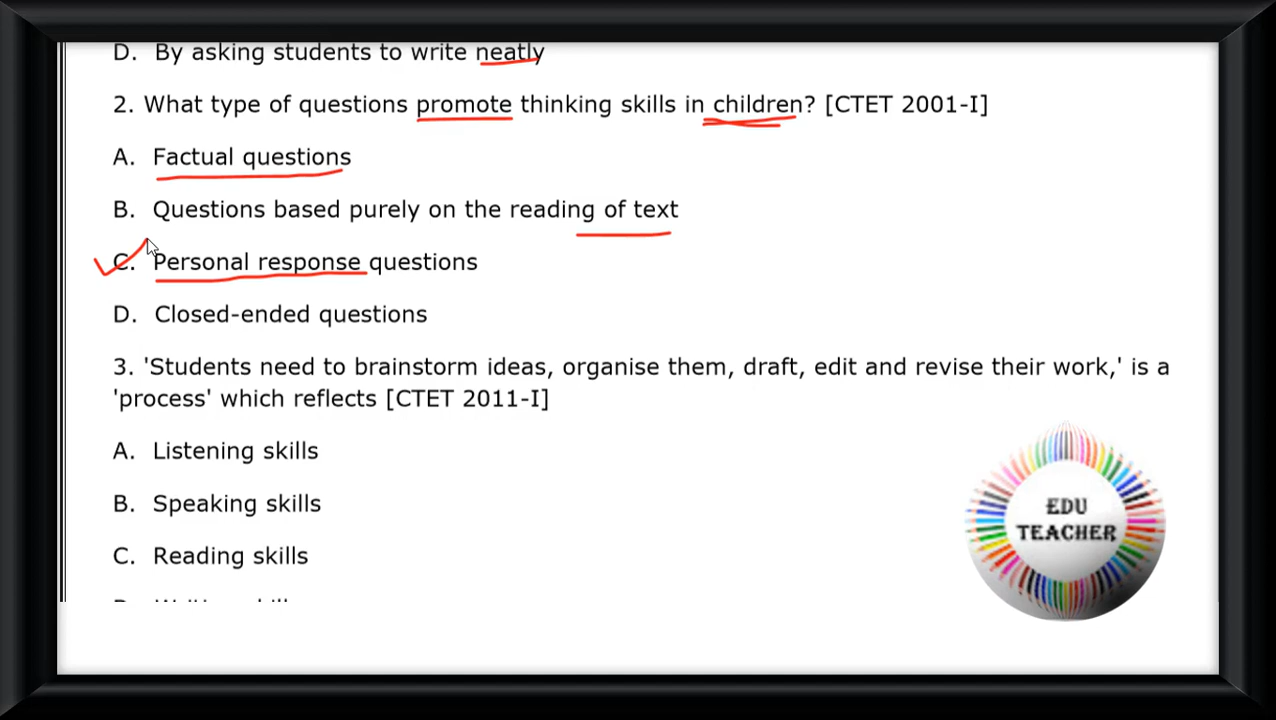 D. By asking students to write neatly
2. What type of questions promote thinking skills in children? [CTET 2001-I]
A. Factual questions
B. Questions based purely on the reading of text
C. Personal response questions
D. Closed-ended questions
3. 'Students need to brainstorm ideas, organise them, draft, edit and revise their work,' is a
'process' which reflects [CTET 2011-I]
A. Listening skills
B. Speaking skills
C. Reading skills
EDU
TEACHER